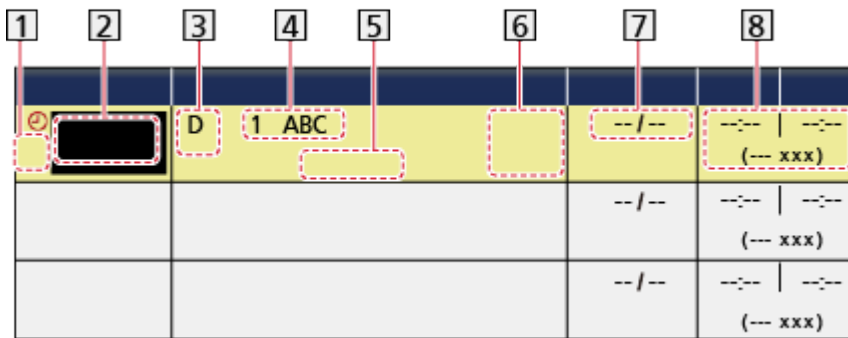 1 2 3 4 5 6 7 8
D 1 ABC --/-- --:-- | --:--
(--- xxx)
--/-- --:-- | --:--
(--- xxx)
--/-- --:-- | --:--
(--- xxx)